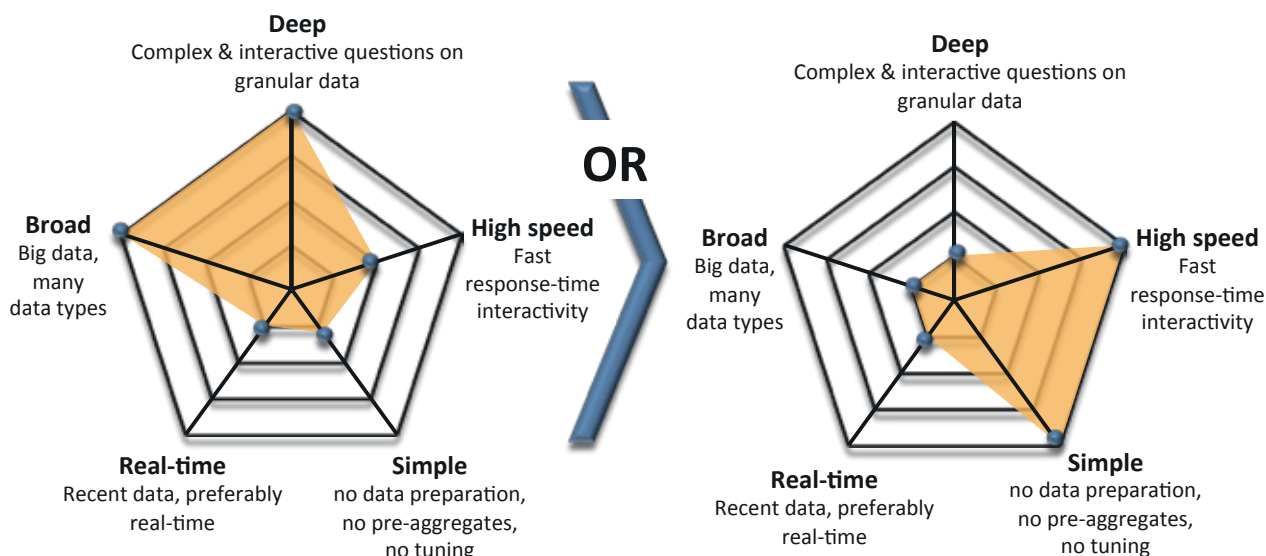 Deep
Complex & interactive questions on
granular data
Broad
Big data,
many
data types
High speed
Fast
response-time
interactivity
Real-time
Recent data, preferably
real-time
Simple
no data preparation,
no pre-aggregates,
no tuning
OR
Deep
Complex & interactive questions on
granular data
Broad
Big data,
many
data types
High speed
Fast
response-time
interactivity
Real-time
Recent data, preferably
real-time
Simple
no data preparation,
no pre-aggregates,
no tuning